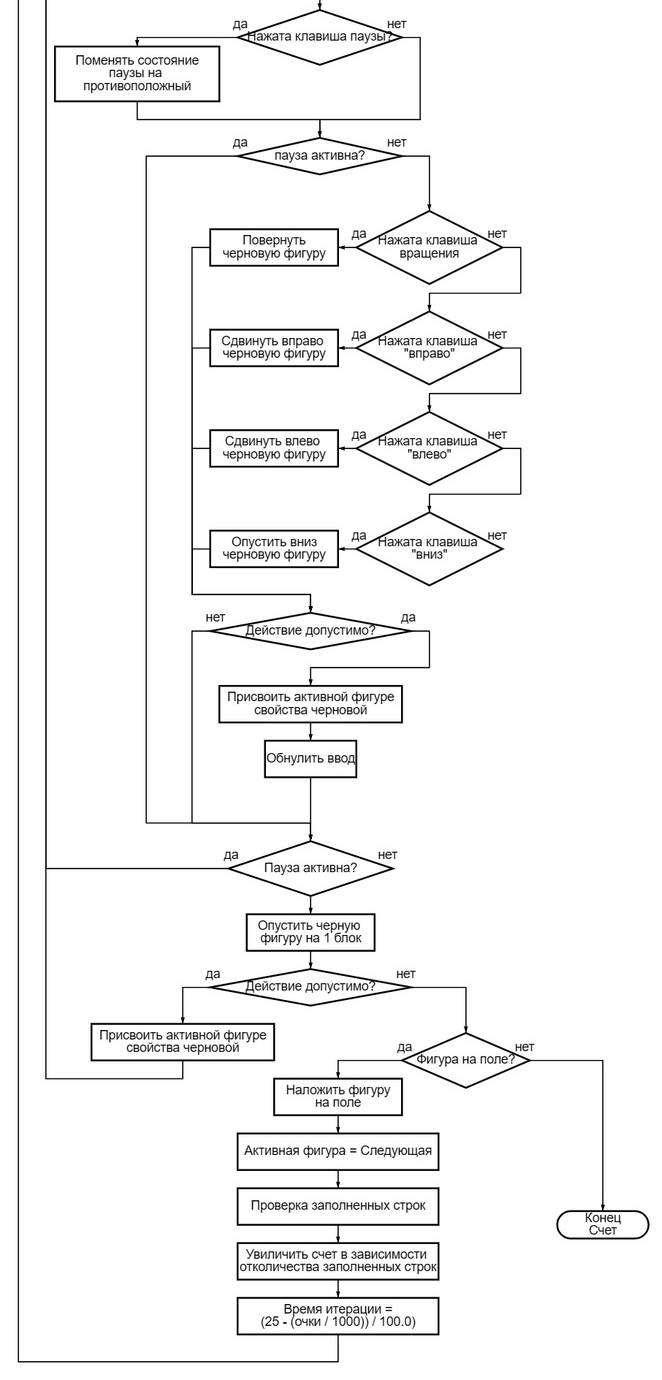 да
нет
Нажата клавиша паузы?
Поменять состояние
паузы на
противоположный
да
нет
пауза активна?
Повернуть
черновую фигуру
да
Нажата клавиша
вращения
нет
Сдвинуть вправо
черновую фигуру
да
Нажата клавиша
"вправо"
нет
Сдвинуть влево
черновую фигуру
да
Нажата клавиша
"влево"
нет
Опустить вниз
черновую фигуру
да
Нажата клавиша
"вниз"
нет
нет
Действие допустимо?
да
Присвоить активной фигуре
свойства черновой
Обнулить ввод
да
Пауза активна?
нет
Опустить черную
фигуру на 1 блок
да
Действие допустимо?
нет
Присвоить активной фигуре
свойства черновой
да
Фигура на поле?
нет
Наложить фигуру
на поле
Активная фигура = Следующая
Проверка заполненных строк
Конец
Счет
Увиличить счет в зависимости
отколичества заполненных строк
Время итерации =
(25 - (очки / 1000)) / 100.0)